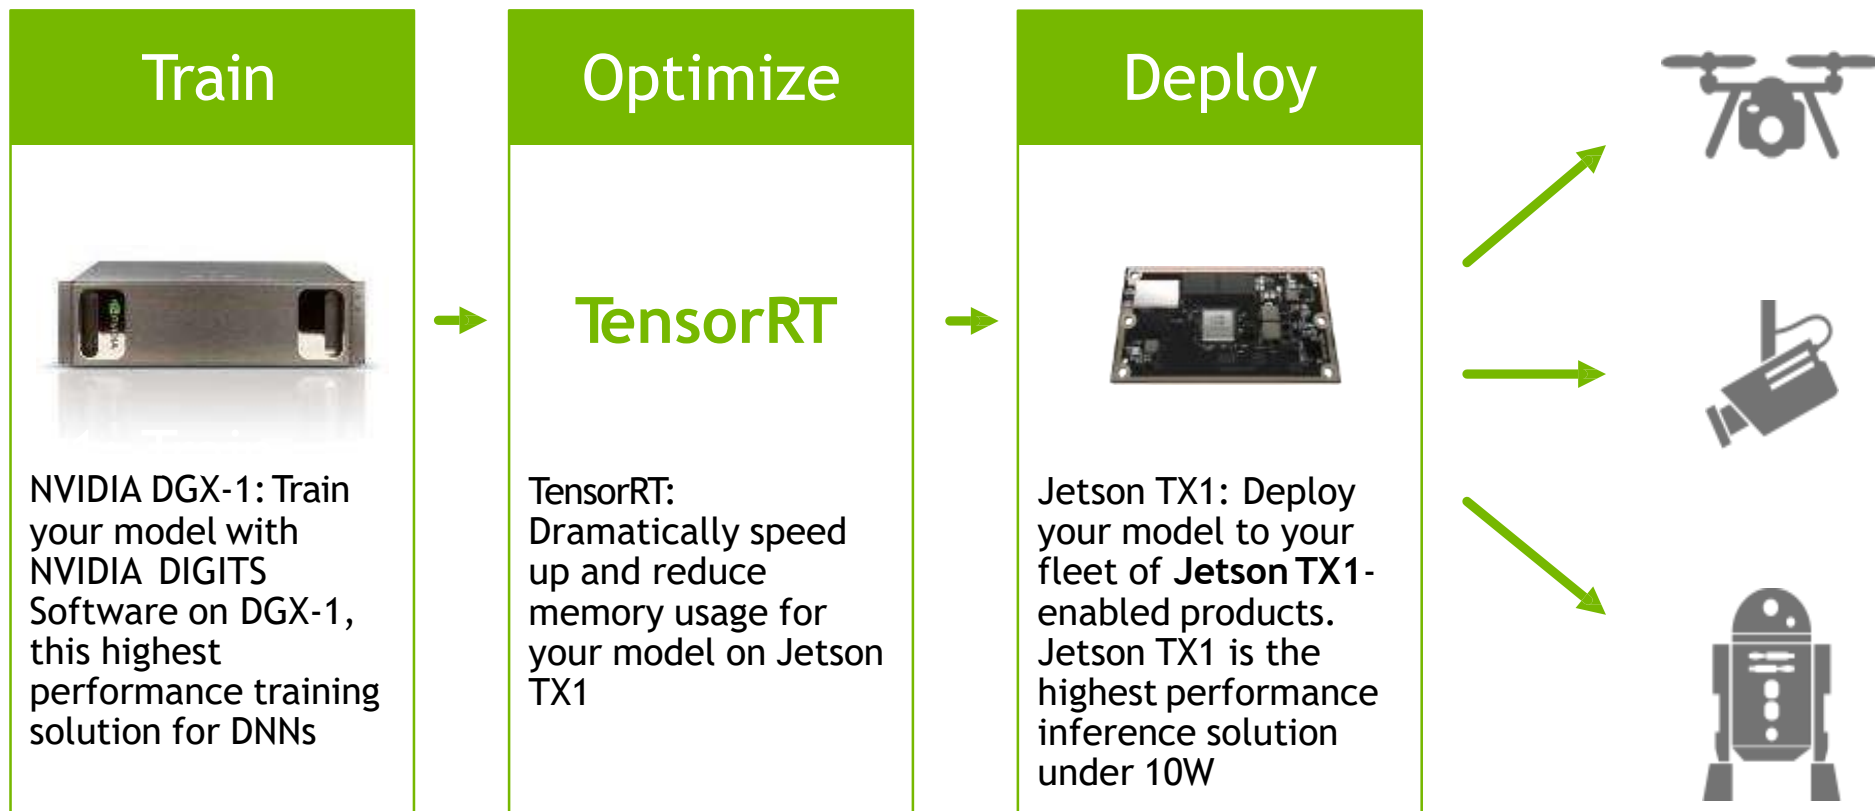 Train
NVIDIA DGX-1: Train
your model with
NVIDIA DIGITS
Software on DGX-1,
this highest
performance training
solution for DNNs
Optimize
TensorRT
TensorRT:
Dramatically speed
up and reduce
memory usage for
your model on Jetson
TX1
Deploy
Jetson TX1: Deploy
your model to your
fleet of Jetson TX1-
enabled products.
Jetson TX1 is the
highest performance
inference solution
under 10W